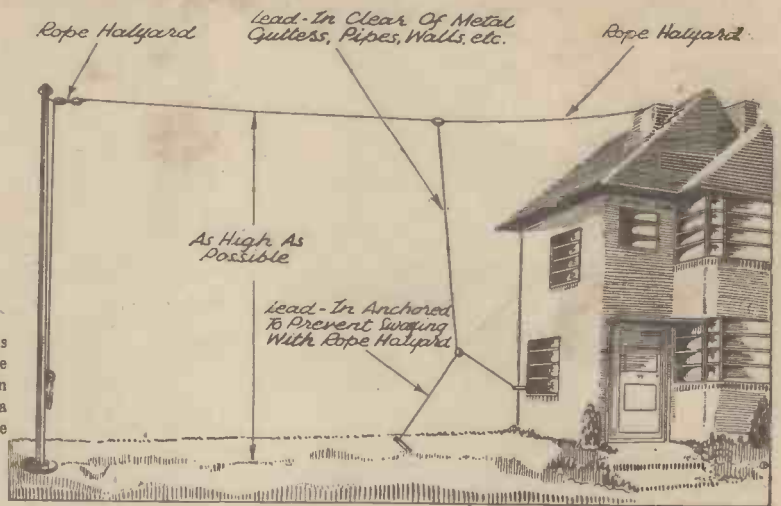 Rope Halyard
Lead-In Clear Of Metal
Gutters, Pipes, Walls, etc.
Rope Halyard
As High As
Possible
Lead-In Anchored
To Prevent Swaying
With Rope Halyard
s
e
n
a
e